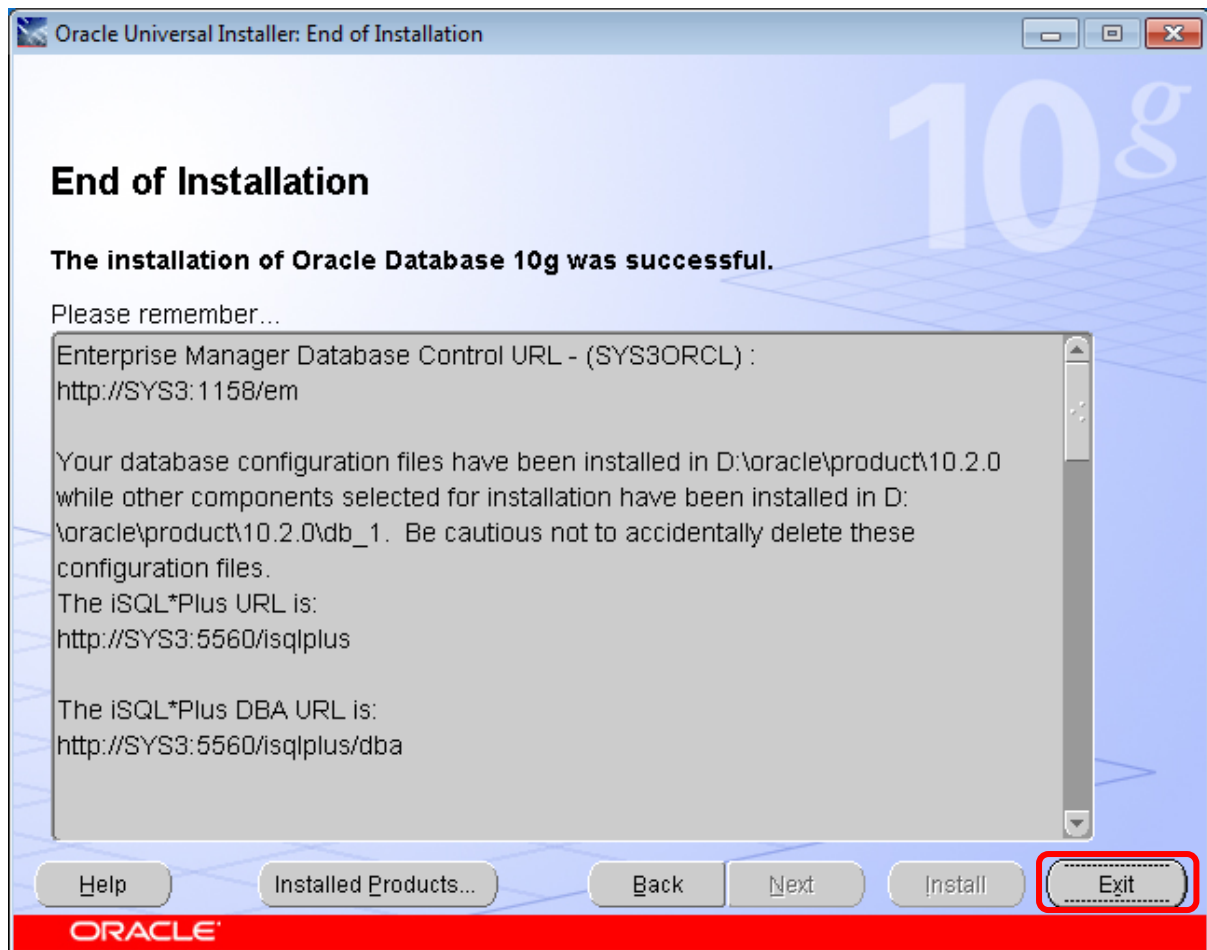 Oracle Universal Installer: End of Installation
10g
End of Installation
The installation of Oracle Database 10g was successful.
Please remember...
Enterprise Manager Database Control URL - (SYS3ORCL) :
http://SYS3:1158/em
Your database configuration files have been installed in D:\oracle\product\10.2.0
while other components selected for installation have been installed in D:
\oracle\product\10.2.0\db_1.  Be cautious not to accidentally delete these
configuration files.
The iSQL*Plus URL is:
http://SYS3:5560/isqlplus
The iSQL*Plus DBA URL is:
http://SYS3:5560/isqlplus/dba
Help Installed Products... Back Next Install Exit
ORACLE